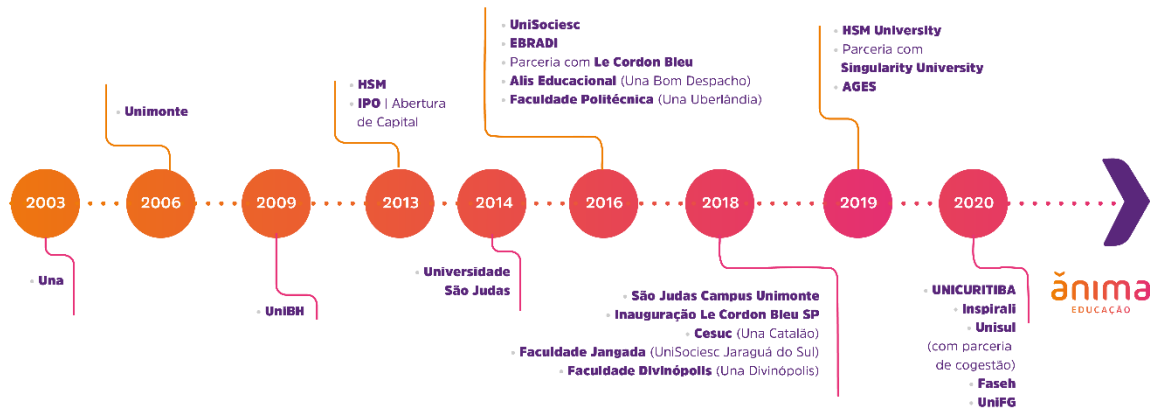 2003
Una
2006
Unimonte
2009
UniBH
2013
HSM
IPO | Abertura
de Capital
2014
Universidade
São Judas
2016
UniSociesc
EBRADI
Parceria com Le Cordon Bleu
Alis Educacional (Una Bom Despacho)
Faculdade Politécnica (Una Uberlândia)
2018
São Judas Campus Unimonte
Inauguração Le Cordon Bleu SP
Cesuc (Una Catalão)
Faculdade Jangada (UniSociesc Jaraguá do Sul)
Faculdade Divinópolis (Una Divinópolis)
2019
HSM University
Parceria com
Singularity University
AGES
2020
UNICURITIBA
Inspirali
Unisul
(com parceria
de cogestão)
Faseh
UniFG
ănima
EDUCAÇÃO